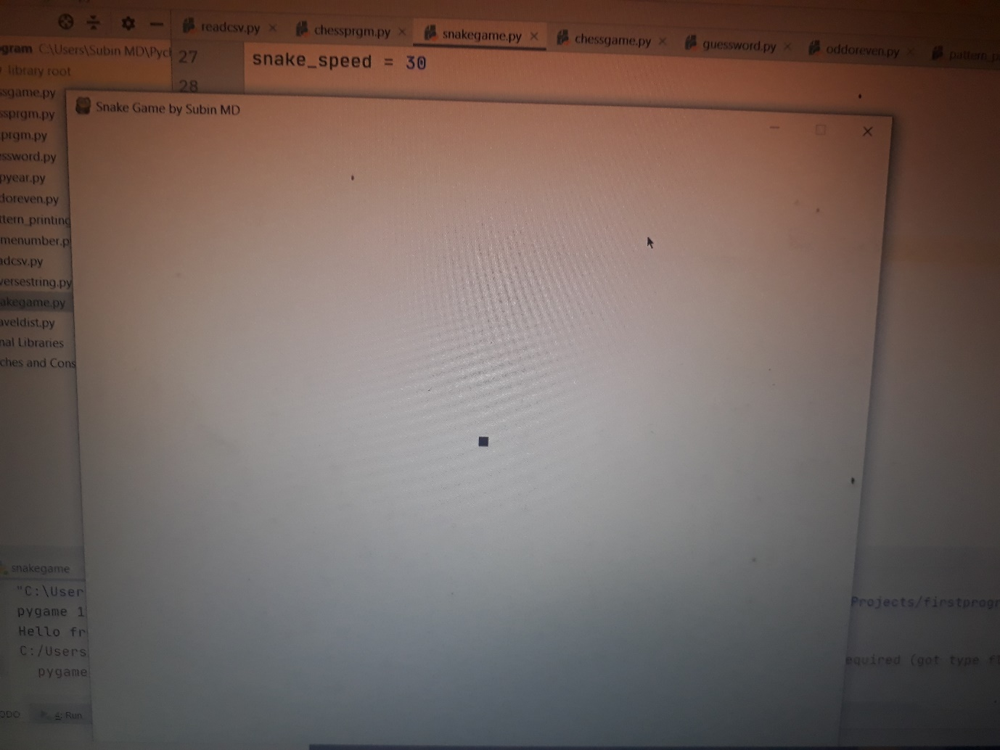 readcsv.py
chessprgm.py
snakegame.py
chessgame.py
guessword.py
oddoreven.py
gram C:\Users\Subin MD\Pyc
library root
27 snake_speed = 30
28
ssgame.py
ssprgm.py
prgm.py
ssword.py
pyear.py
doreven.py
ttern_printing
menumber.p
adcsv.py
versestring.py
akegame.py
aveldist.py
nal Libraries
ches and Cons
Snake Game by Subin MD
snakegame
"C:\User
Projects/firstprogr
pygame 1
Hello fr
C:/Users
equired (got type f
pygame
ODO
4: Run